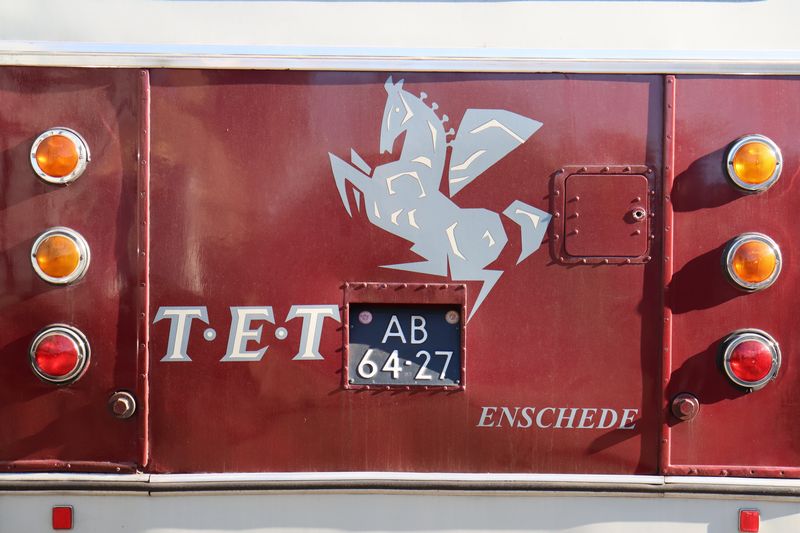 T·E·T
AB
64-27
ENSCHEDE